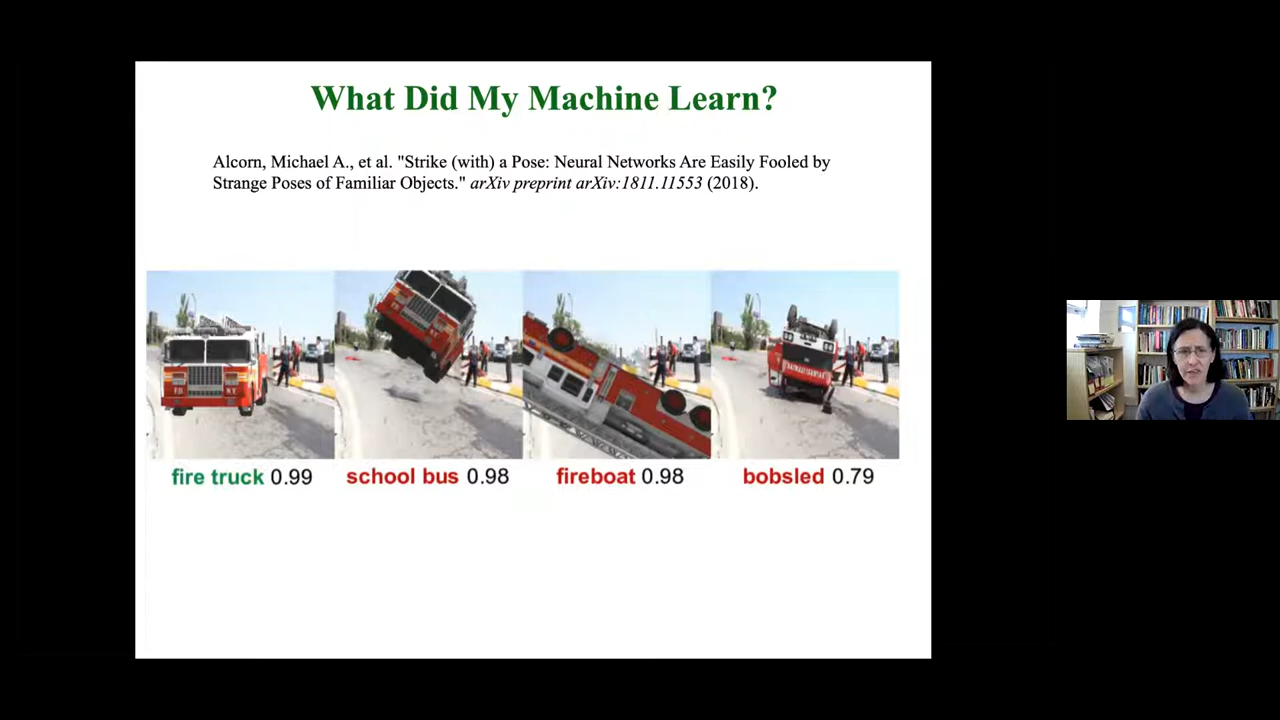 What Did My Machine Learn?
Alcorn, Michael A., et al. "Strike (with) a Pose: Neural Networks Are Easily Fooled by
Strange Poses of Familiar Objects." arXiv preprint arXiv:1811.11553 (2018).
F.D. N.Y.
fire truck 0.99
school bus 0.98
fireboat 0.98
bobsled 0.79